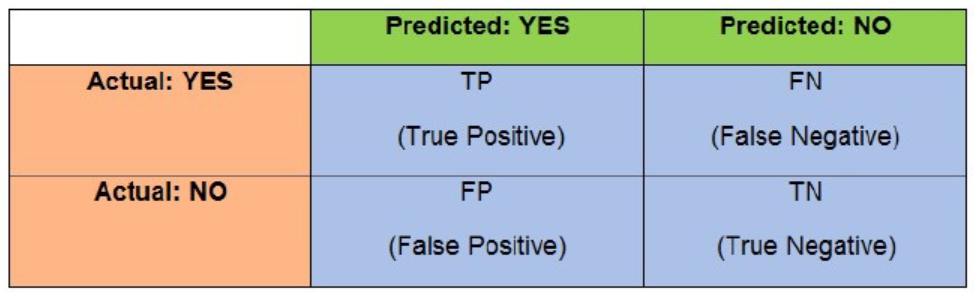 Predicted: YES Predicted: NO
Actual: YES TP FN
(True Positive) (False Negative)
Actual: NO FP TN
(False Positive) (True Negative)